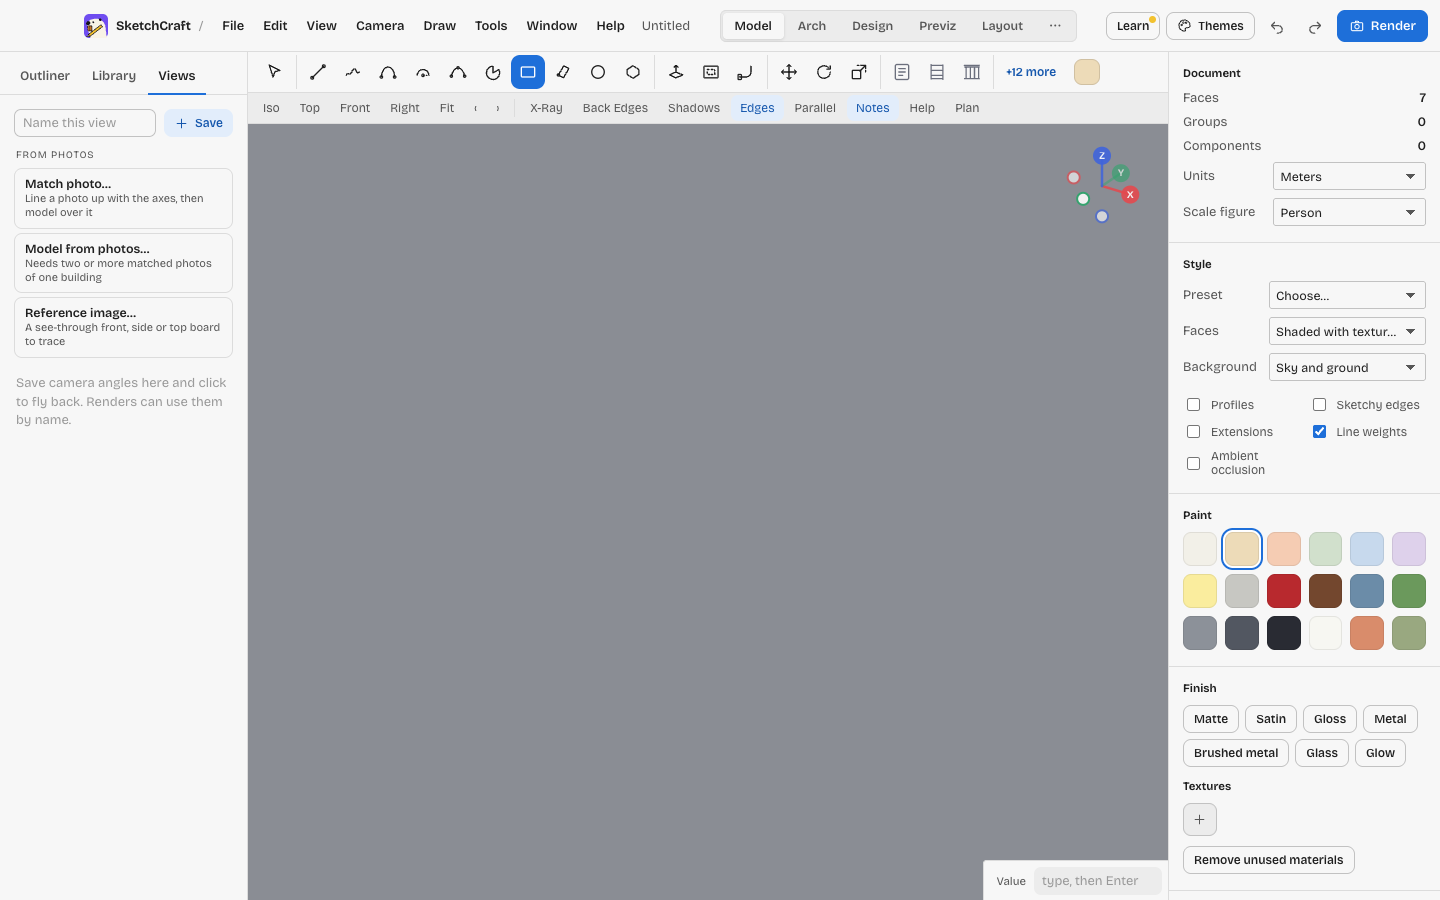 SketchCraft / File Edit View Camera Draw Tools Window Help Untitled Model Arch Design Previz Layout ··· Learn Themes Render
Outliner Library Views
+12 more
Iso Top Front Right Fit ‹ › X-Ray Back Edges Shadows Edges Parallel Notes Help Plan
Name this view
+ Save
FROM PHOTOS
Match photo...
Line a photo up with the axes, then
model over it
Model from photos...
Needs two or more matched photos
of one building
Reference image...
A see-through front, side or top board
to trace
Save camera angles here and click
to fly back. Renders can use them
by name.
Z
Y
X
Value type, then Enter
Document
Faces 7
Groups 0
Components 0
Units Meters
Scale figure Person
Style
Preset Choose...
Faces Shaded with textur...
Background Sky and ground
Profiles Sketchy edges
Extensions Line weights
Ambient
occlusion
Paint
Finish
Matte Satin Gloss Metal
Brushed metal Glass Glow
Textures
+
Remove unused materials